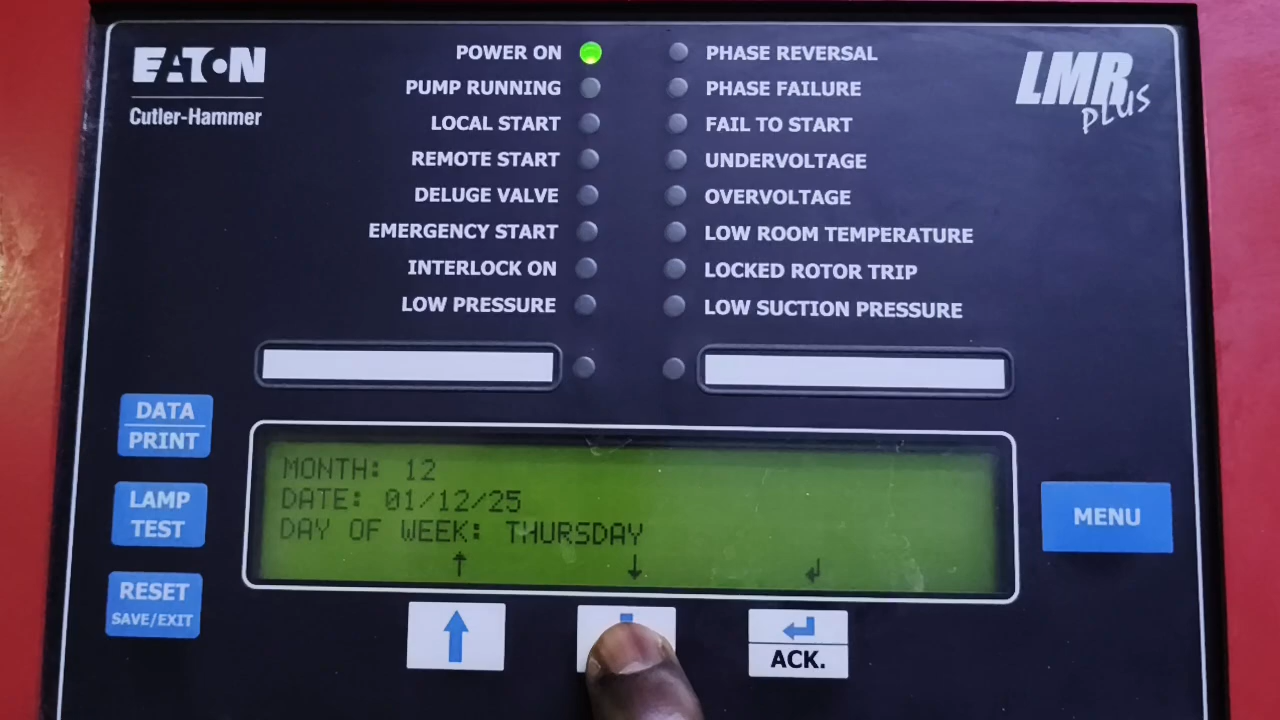 EATON
Cutler-Hammer
POWER ON
PUMP RUNNING
LOCAL START
REMOTE START
DELUGE VALVE
EMERGENCY START
INTERLOCK ON
LOW PRESSURE
PHASE REVERSAL
PHASE FAILURE
FAIL TO START
UNDERVOLTAGE
OVERVOLTAGE
LOW ROOM TEMPERATURE
LOCKED ROTOR TRIP
LOW SUCTION PRESSURE
LMR
PLUS
DATA
PRINT
LAMP
TEST
RESET
SAVE/EXIT
MONTH: 12
DATE: 01/12/25
DAY OF WEEK: THURSDAY
↑ ↓ ↲
MENU
ACK.